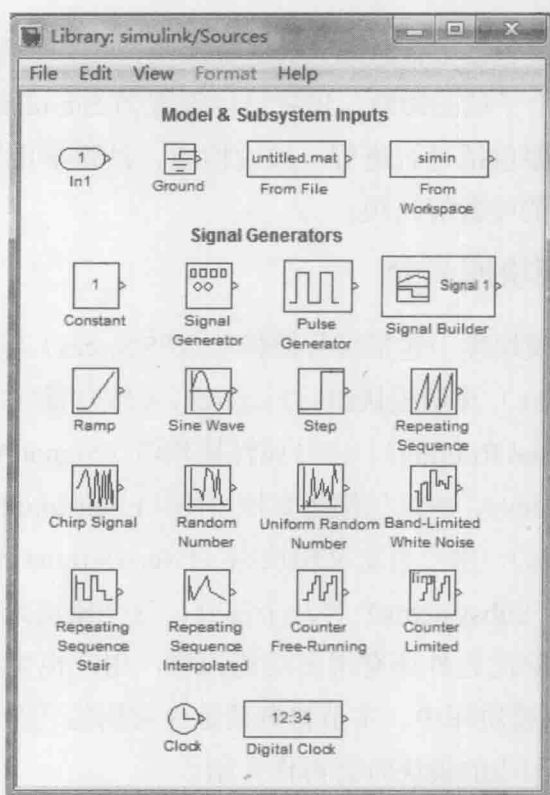 Library: simulink/Sources
File Edit View Format Help
Model & Subsystem Inputs
1
untitled.mat
simin
In1
Ground
From File
From
Workspace
Signal Generators
1
Signal 1
Constant
Signal
Generator
Pulse
Generator
Signal Builder
Ramp
Sine Wave
Step
Repeating
Sequence
Chirp Signal
Random
Number
Uniform Random
Number
Band-Limited
White Noise
Repeating
Sequence
Stair
Repeating
Sequence
Interpolated
Counter
Free-Running
lim
Counter
Limited
12:34
Clock
Digital Clock